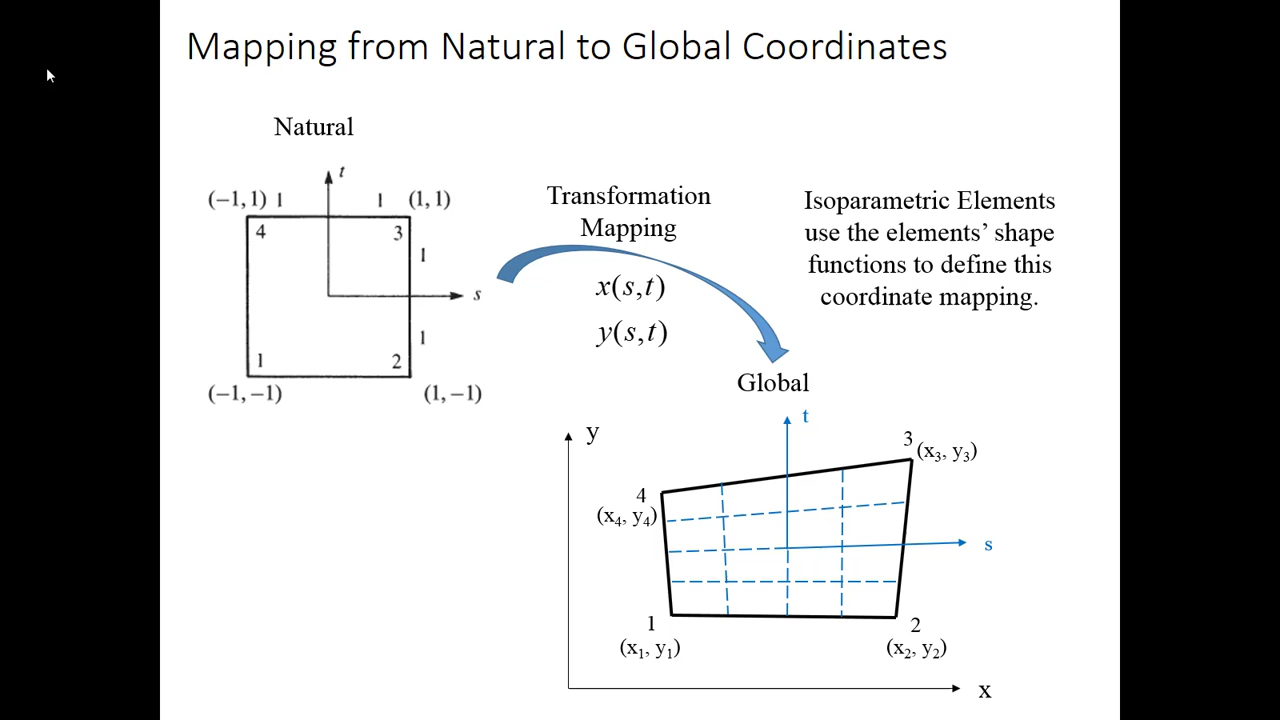 Mapping from Natural to Global Coordinates
Natural
t
(−1, 1) 1 1 (1, 1)
4 3
1
s
1
1 2
(−1, −1) (1, −1)
Transformation
Mapping
x(s,t)
y(s,t)
Isoparametric Elements
use the elements’ shape
functions to define this
coordinate mapping.
Global
t
y
3
(x₃, y₃)
4
(x₄, y₄)
s
1
(x₁, y₁)
2
(x₂, y₂)
x